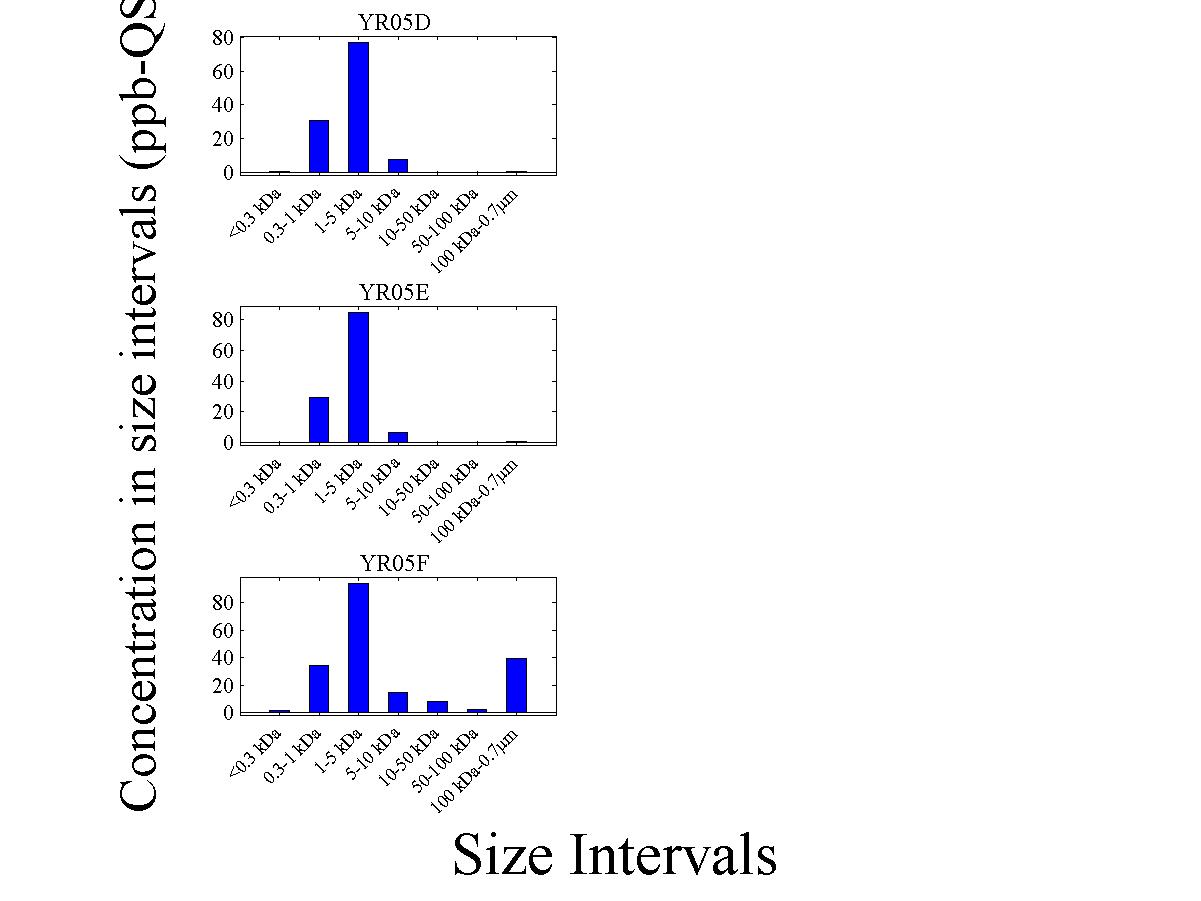 Concentration in size intervals (ppb-QS
YR05D
80
60
40
20
0
<0.3 kDa
0.3-1 kDa
1-5 kDa
5-10 kDa
10-50 kDa
50-100 kDa
100 kDa-0.7µm
YR05E
80
60
40
20
0
<0.3 kDa
0.3-1 kDa
1-5 kDa
5-10 kDa
10-50 kDa
50-100 kDa
100 kDa-0.7µm
YR05F
80
60
40
20
0
<0.3 kDa
0.3-1 kDa
1-5 kDa
5-10 kDa
10-50 kDa
50-100 kDa
100 kDa-0.7µm
Size Intervals